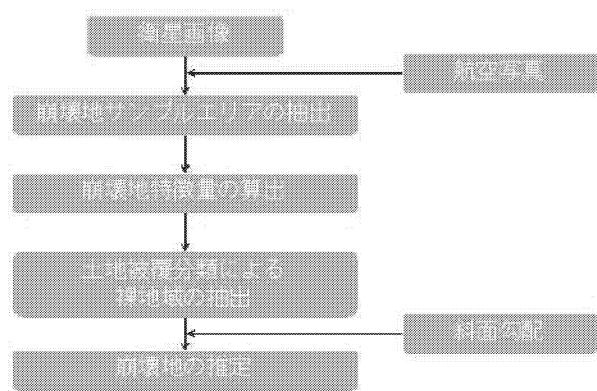 衛星画像
航空写真
崩壊地サンプルエリアの抽出
崩壊地特徴量の算出
土地被覆分類による
裸地域の抽出
斜面勾配
崩壊地の推定